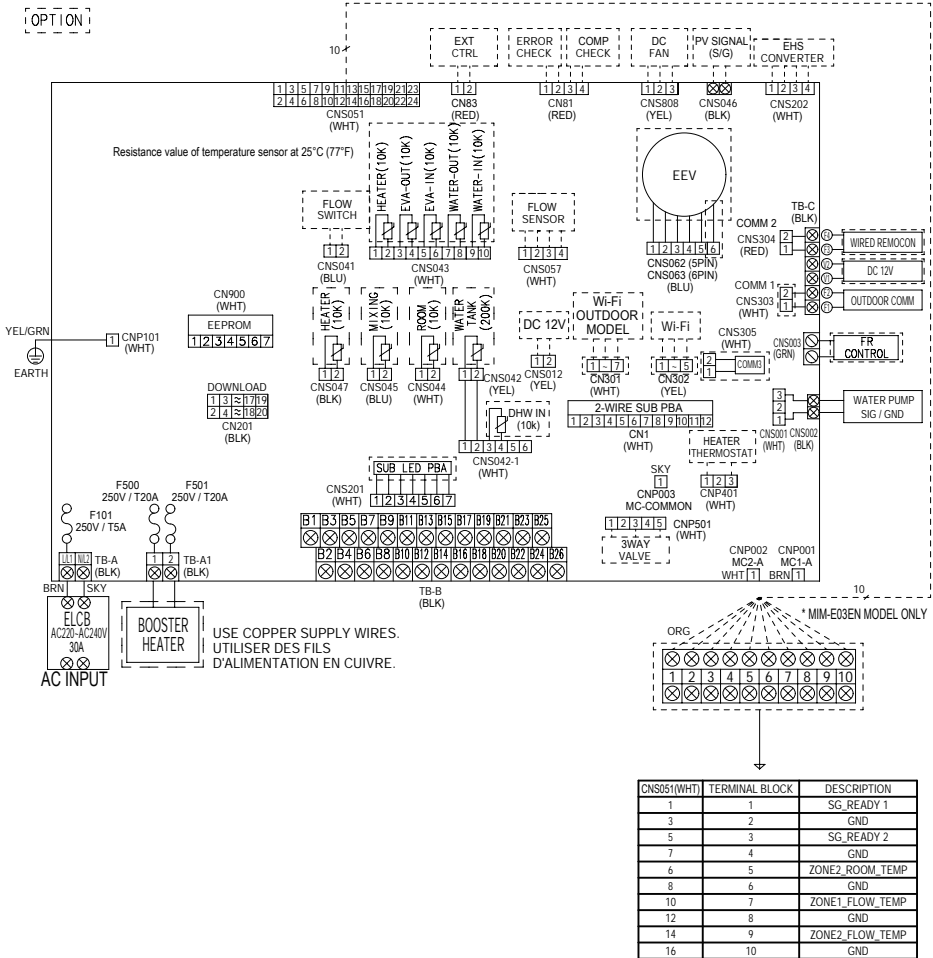 OPTION
10
EXT CTRL
ERROR CHECK
COMP CHECK
DC FAN
PV SIGNAL (S/G)
EHS CONVERTER
1 3 5 7 9 11 13 15 17 19 21 23
2 4 6 8 10 12 14 16 18 20 22 24
CNS051 (WHT)
1 2
CN83 (RED)
1 2 3 4
CN81 (RED)
1 2 3
CNS808 (YEL)
CNS046 (BLK)
1 2 3 4
CNS202 (WHT)
Resistance value of temperature sensor at 25°C (77°F)
HEATER(10K)
EVA-OUT(10K)
EVA-IN(10K)
WATER-OUT(10K)
WATER-IN(10K)
1 2 3 4 5 6 7 8 9 10
CNS043 (WHT)
FLOW SWITCH
1 2
CNS041 (BLU)
FLOW SENSOR
1 2 3 4
CNS057 (WHT)
EEV
1 2 3 4 5 6
CNS062 (5PIN)
CNS063 (6PIN)
(BLU)
TB-C (BLK)
COMM 2
CNS304 (RED)
2
1
F4
F3
WIRED REMOCON
V2
V1
DC 12V
COMM 1
CNS303 (WHT)
2
1
F2
F1
OUTDOOR COMM
CNS003 (GRN)
FR CONTROL
3
2
1
CNS001 (WHT)
CNS002 (BLK)
WATER PUMP SIG / GND
CN900 (WHT)
EEPROM
1 2 3 4 5 6 7
YEL/GRN
EARTH
1
CNP101 (WHT)
DOWNLOAD
1 3 ≈ 17 19
2 4 ≈ 18 20
CN201 (BLK)
HEATER (10K)
1 2
CNS047 (BLK)
MIXING (10K)
1 2
CNS045 (BLU)
ROOM (10K)
1 2
CNS044 (WHT)
WATER TANK (200K)
1 2
CNS042 (YEL)
DHW IN (10k)
1 2 3 4 5 6
CNS042-1 (WHT)
DC 12V
1 2
CNS012 (YEL)
Wi-Fi OUTDOOR MODEL
1 ~ 7
CN301 (WHT)
Wi-Fi
1 ~ 5
CN302 (YEL)
CNS305 (WHT)
2
1
COMM3
2-WIRE SUB PBA
1 2 3 4 5 6 7 8 9 10 11 12
CN1 (WHT)
HEATER THERMOSTAT
1 2 3
CNP401 (WHT)
SKY
1
CNP003
MC-COMMON
1 2 3 4 5
CNP501 (WHT)
3WAY VALVE
CNP002
MC2-A
WHT 1
CNP001
MC1-A
BRN 1
SUB LED PBA
CNS201 (WHT)
1 2 3 4 5 6 7
B1 B3 B5 B7 B9 B11 B13 B15 B17 B19 B21 B23 B25
B2 B4 B6 B8 B10 B12 B14 B16 B18 B20 B22 B24 B26
TB-B (BLK)
F500
250V / T20A
F501
250V / T20A
F101
250V / T5A
1 2
TB-A (BLK)
TB-A1 (BLK)
BRN
SKY
ELCB
AC220~AC240V
30A
AC INPUT
BOOSTER HEATER
USE COPPER SUPPLY WIRES.
UTILISER DES FILS
D'ALIMENTATION EN CUIVRE.
10
* MIM-E03EN MODEL ONLY
ORG
1 2 3 4 5 6 7 8 9 10
CNS051(WHT) TERMINAL BLOCK DESCRIPTION
1 1 SG_READY 1
3 2 GND
5 3 SG_READY 2
7 4 GND
6 5 ZONE2_ROOM_TEMP
8 6 GND
10 7 ZONE1_FLOW_TEMP
12 8 GND
14 9 ZONE2_FLOW_TEMP
16 10 GND